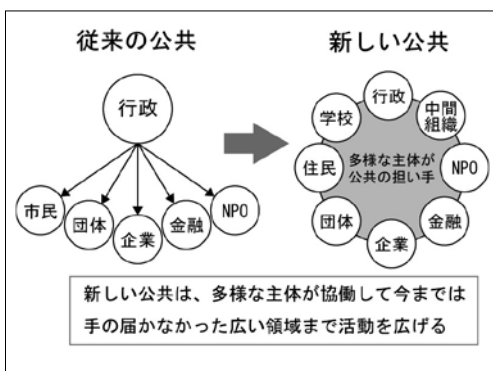 従来の公共
行政
市民
団体
企業
金融
NPO
新しい公共
行政
中間
組織
NPO
金融
企業
団体
住民
学校
多様な主体が
公共の担い手
新しい公共は、多様な主体が協働して今までは
手の届かなかった広い領域まで活動を広げる